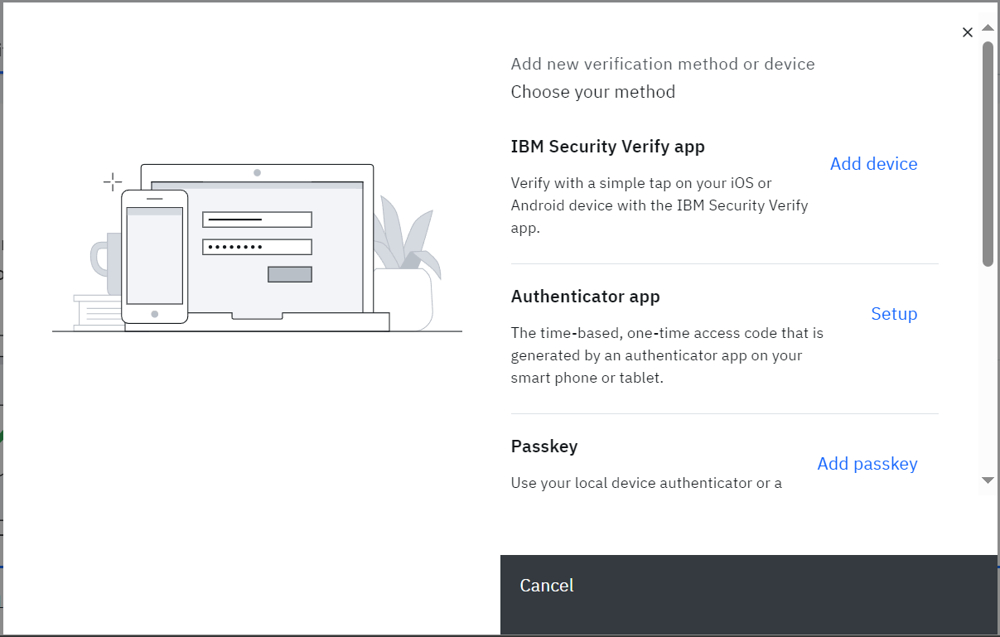 Add new verification method or device
Choose your method
IBM Security Verify app
Add device
Verify with a simple tap on your iOS or
Android device with the IBM Security Verify
app.
Authenticator app
Setup
The time-based, one-time access code that is
generated by an authenticator app on your
smart phone or tablet.
Passkey
Add passkey
Use your local device authenticator or a
Cancel